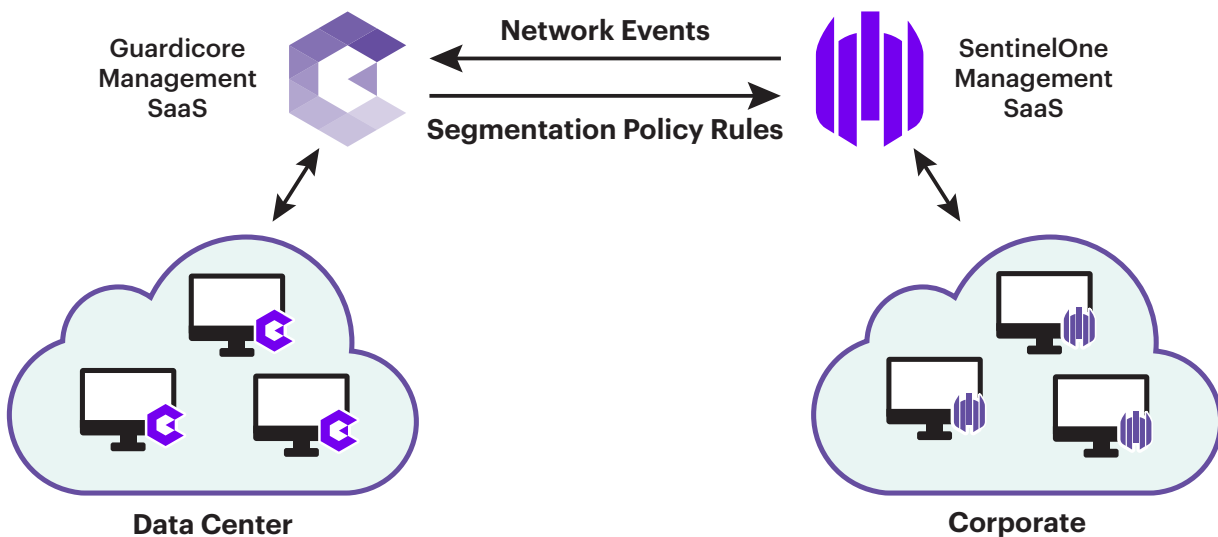 Guardicore
Management
SaaS
Network Events
Segmentation Policy Rules
SentinelOne
Management
SaaS
Data Center
Corporate